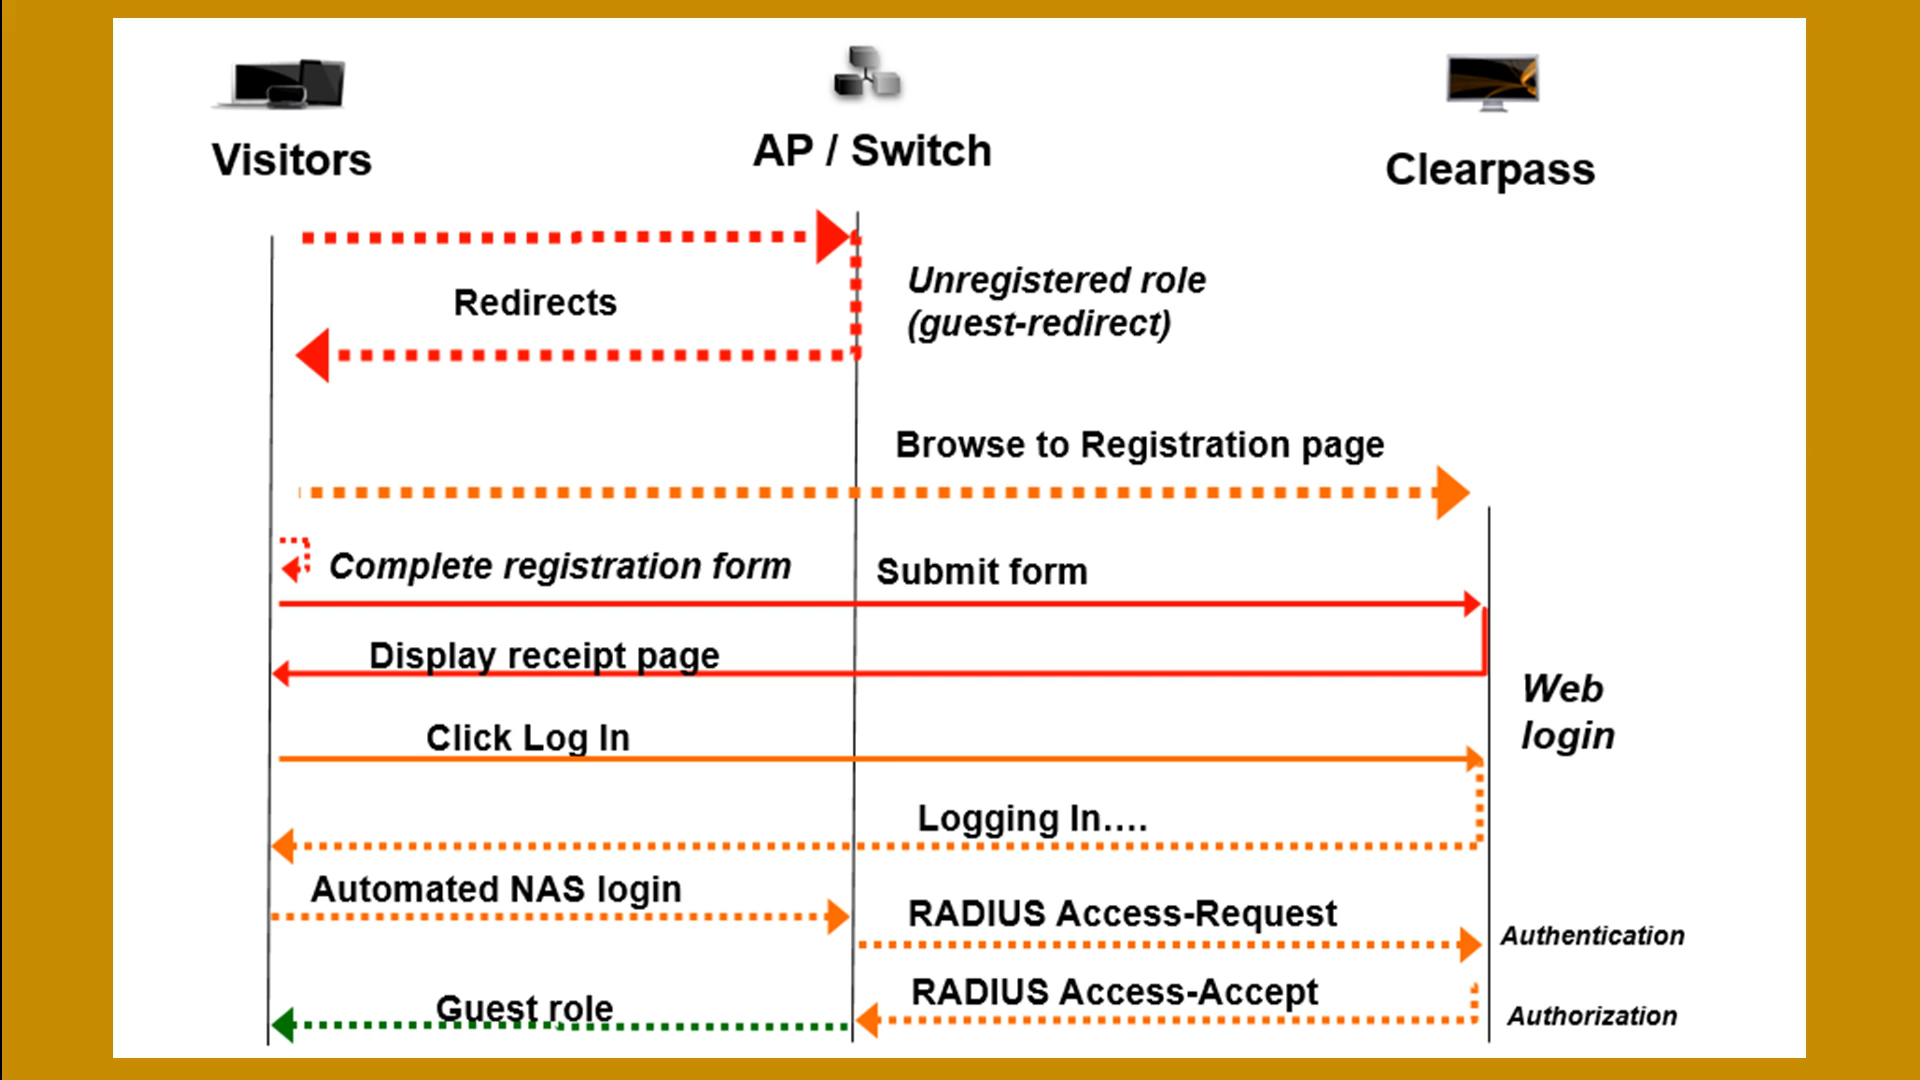 Visitors
AP / Switch
Clearpass
Redirects
Unregistered role
(guest-redirect)
Browse to Registration page
Complete registration form
Submit form
Display receipt page
Web
login
Click Log In
Logging In....
Automated NAS login
RADIUS Access-Request
Authentication
RADIUS Access-Accept
Guest role
Authorization